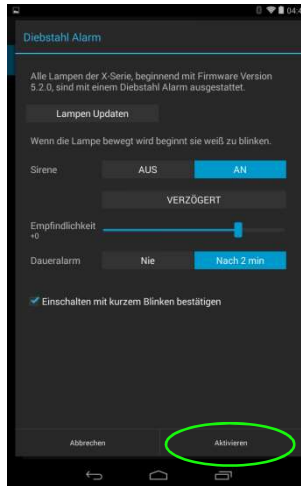 04:4
Diebstahl Alarm
Alle Lampen der X-Serie, beginnend mit Firmware Version
5.2.0, sind mit einem Diebstahl Alarm ausgestattet.
Lampen Updaten
Wenn die Lampe bewegt wird beginnt sie weiß zu blinken.
Sirene AUS AN
VERZÖGERT
Empfindlichkeit
+0
Daueralarm Nie Nach 2 min
Einschalten mit kurzem Blinken bestätigen
Abbrechen Aktivieren